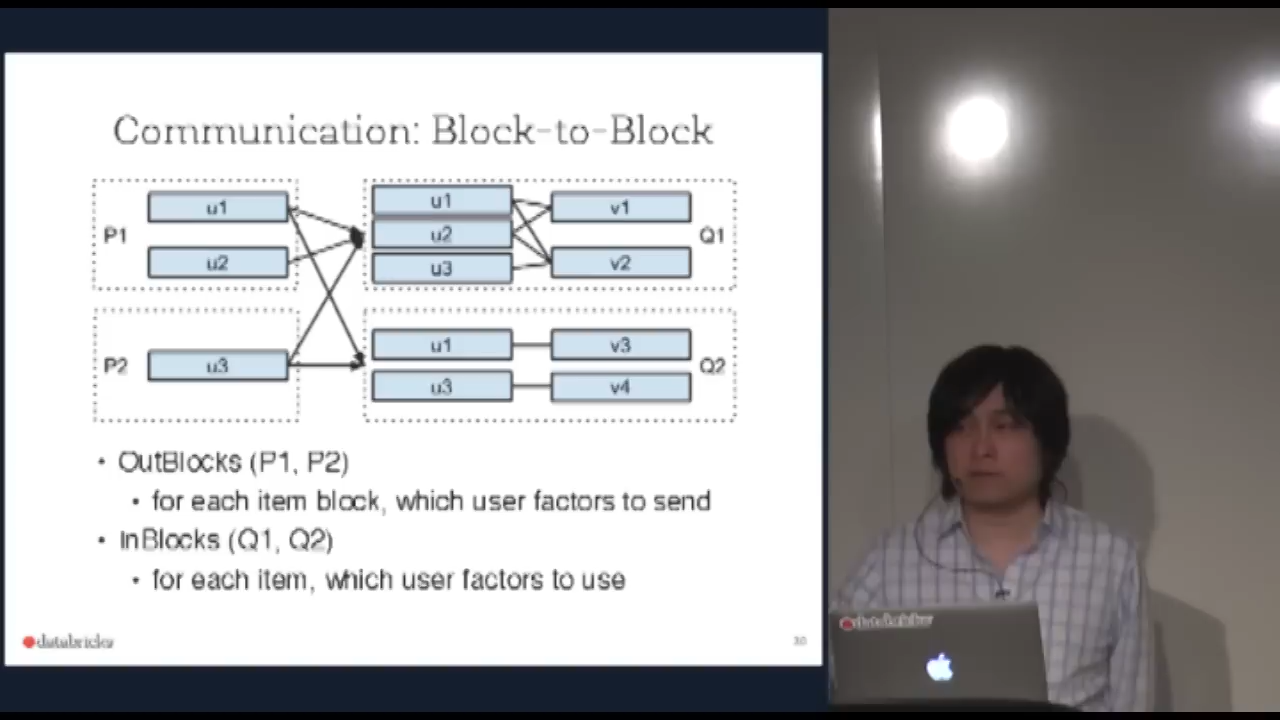 Communication: Block-to-Block
P1
u1
u2
u1
u2
u3
v1
v2
Q1
P2
u3
u1
u3
v3
v4
Q2
• OutBlocks (P1, P2)
• for each item block, which user factors to send
• InBlocks (Q1, Q2)
• for each item, which user factors to use
databricks
30
databricks